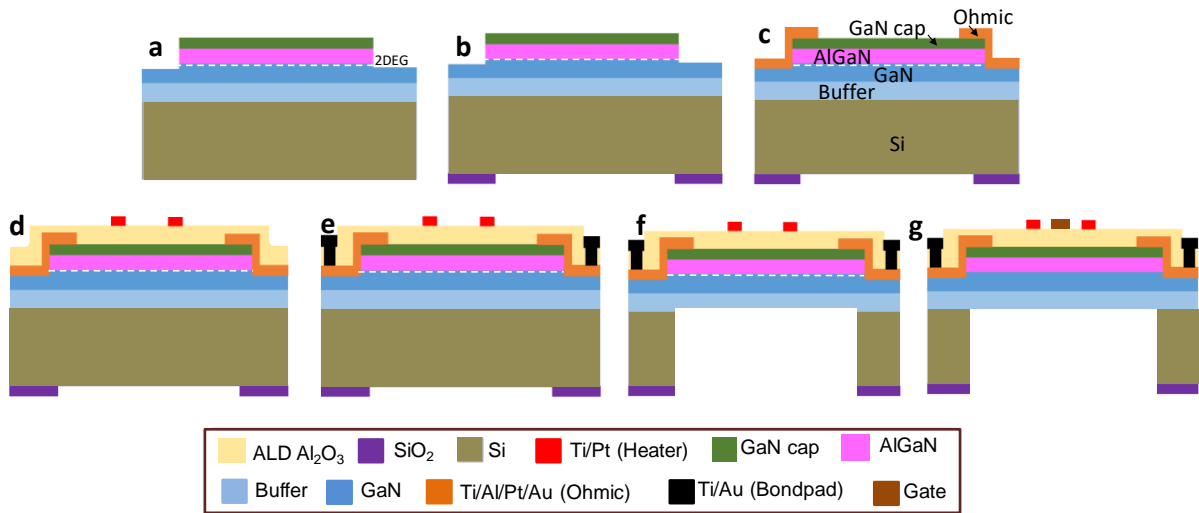 a
2DEG
b
c
GaN cap
Ohmic
AlGaN
GaN
Buffer
Si
d
e
f
g
ALD Al₂O₃
SiO₂
Si
Ti/Pt (Heater)
GaN cap
AlGaN
Buffer
GaN
Ti/Al/Pt/Au (Ohmic)
Ti/Au (Bondpad)
Gate